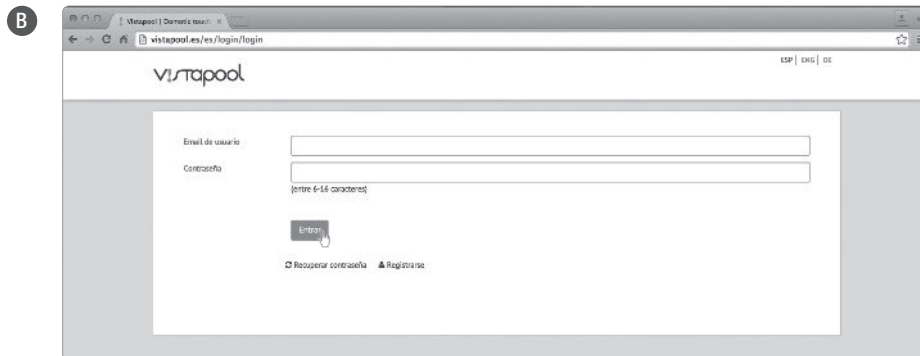 B
Vistapool | Domotic touch
vistapool.es/es/login/login
vistapool
ESP | ENG | DE
Email de usuario
Contraseña
(entre 6-16 caracteres)
Entrar
Recuperar contraseña Registrarse